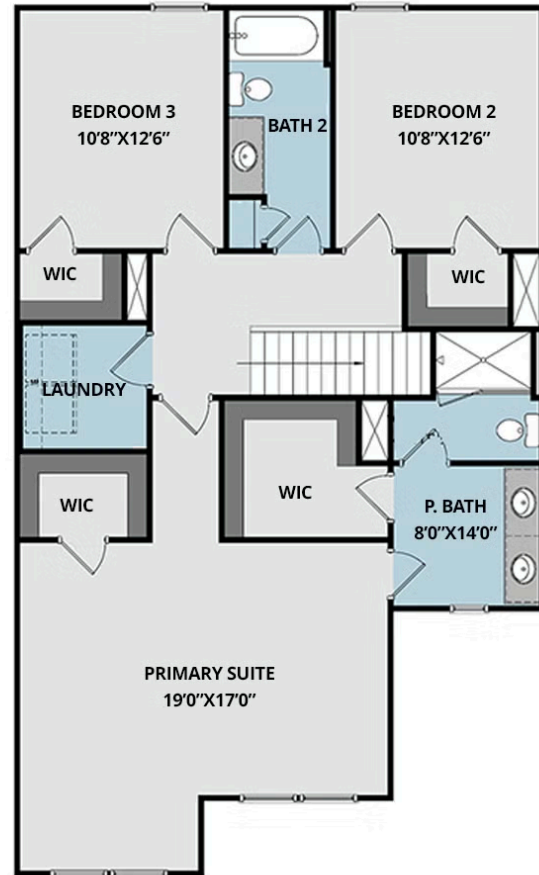 BEDROOM 3
10'8”X12'6”
BATH 2
BEDROOM 2
10'8”X12'6”
WIC
WIC
LAUNDRY
WIC
WIC
P. BATH
8'0”X14'0”
PRIMARY SUITE
19'0”X17'0”